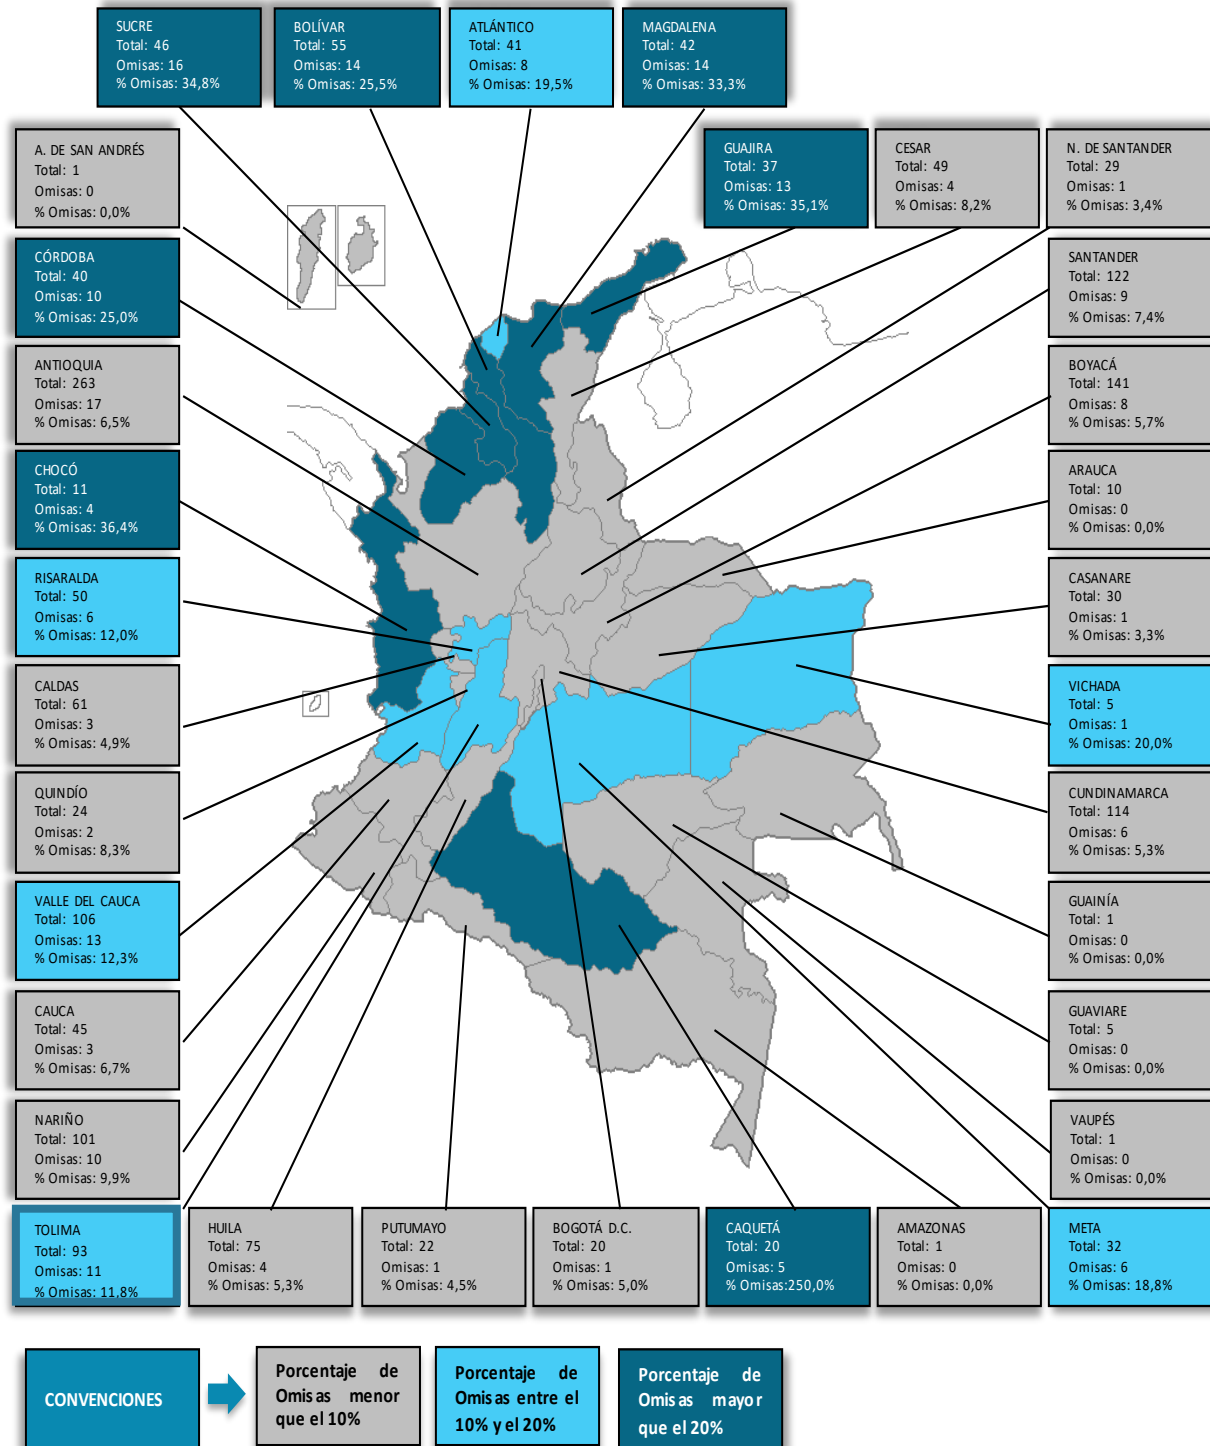 SUCRE
Total: 46
Omisas: 16
% Omisas: 34,8%
BOLÍVAR
Total: 55
Omisas: 14
% Omisas: 25,5%
ATLÁNTICO
Total: 41
Omisas: 8
% Omisas: 19,5%
MAGDALENA
Total: 42
Omisas: 14
% Omisas: 33,3%
A. DE SAN ANDRÉS
Total: 1
Omisas: 0
% Omisas: 0,0%
GUAJIRA
Total: 37
Omisas: 13
% Omisas: 35,1%
CESAR
Total: 49
Omisas: 4
% Omisas: 8,2%
N. DE SANTANDER
Total: 29
Omisas: 1
% Omisas: 3,4%
CÓRDOBA
Total: 40
Omisas: 10
% Omisas: 25,0%
SANTANDER
Total: 122
Omisas: 9
% Omisas: 7,4%
ANTIOQUIA
Total: 263
Omisas: 17
% Omisas: 6,5%
BOYACÁ
Total: 141
Omisas: 8
% Omisas: 5,7%
CHOCÓ
Total: 11
Omisas: 4
% Omisas: 36,4%
ARAUCA
Total: 10
Omisas: 0
% Omisas: 0,0%
RISARALDA
Total: 50
Omisas: 6
% Omisas: 12,0%
CASANARE
Total: 30
Omisas: 1
% Omisas: 3,3%
CALDAS
Total: 61
Omisas: 3
% Omisas: 4,9%
VICHADA
Total: 5
Omisas: 1
% Omisas: 20,0%
QUINDÍO
Total: 24
Omisas: 2
% Omisas: 8,3%
CUNDINAMARCA
Total: 114
Omisas: 6
% Omisas: 5,3%
VALLE DEL CAUCA
Total: 106
Omisas: 13
% Omisas: 12,3%
GUAINÍA
Total: 1
Omisas: 0
% Omisas: 0,0%
CAUCA
Total: 45
Omisas: 3
% Omisas: 6,7%
GUAVIARE
Total: 5
Omisas: 0
% Omisas: 0,0%
NARIÑO
Total: 101
Omisas: 10
% Omisas: 9,9%
VAUPÉS
Total: 1
Omisas: 0
% Omisas: 0,0%
TOLIMA
Total: 93
Omisas: 11
% Omisas: 11,8%
HUILA
Total: 75
Omisas: 4
% Omisas: 5,3%
PUTUMAYO
Total: 22
Omisas: 1
% Omisas: 4,5%
BOGOTÁ D.C.
Total: 20
Omisas: 1
% Omisas: 5,0%
CAQUETÁ
Total: 20
Omisas: 5
% Omisas:250,0%
AMAZONAS
Total: 1
Omisas: 0
% Omisas: 0,0%
META
Total: 32
Omisas: 6
% Omisas: 18,8%
CONVENCIONES
Porcentaje de
Omisas menor
que el 10%
Porcentaje de
Omisas entre el
10% y el 20%
Porcentaje de
Omisas mayor
que el 20%